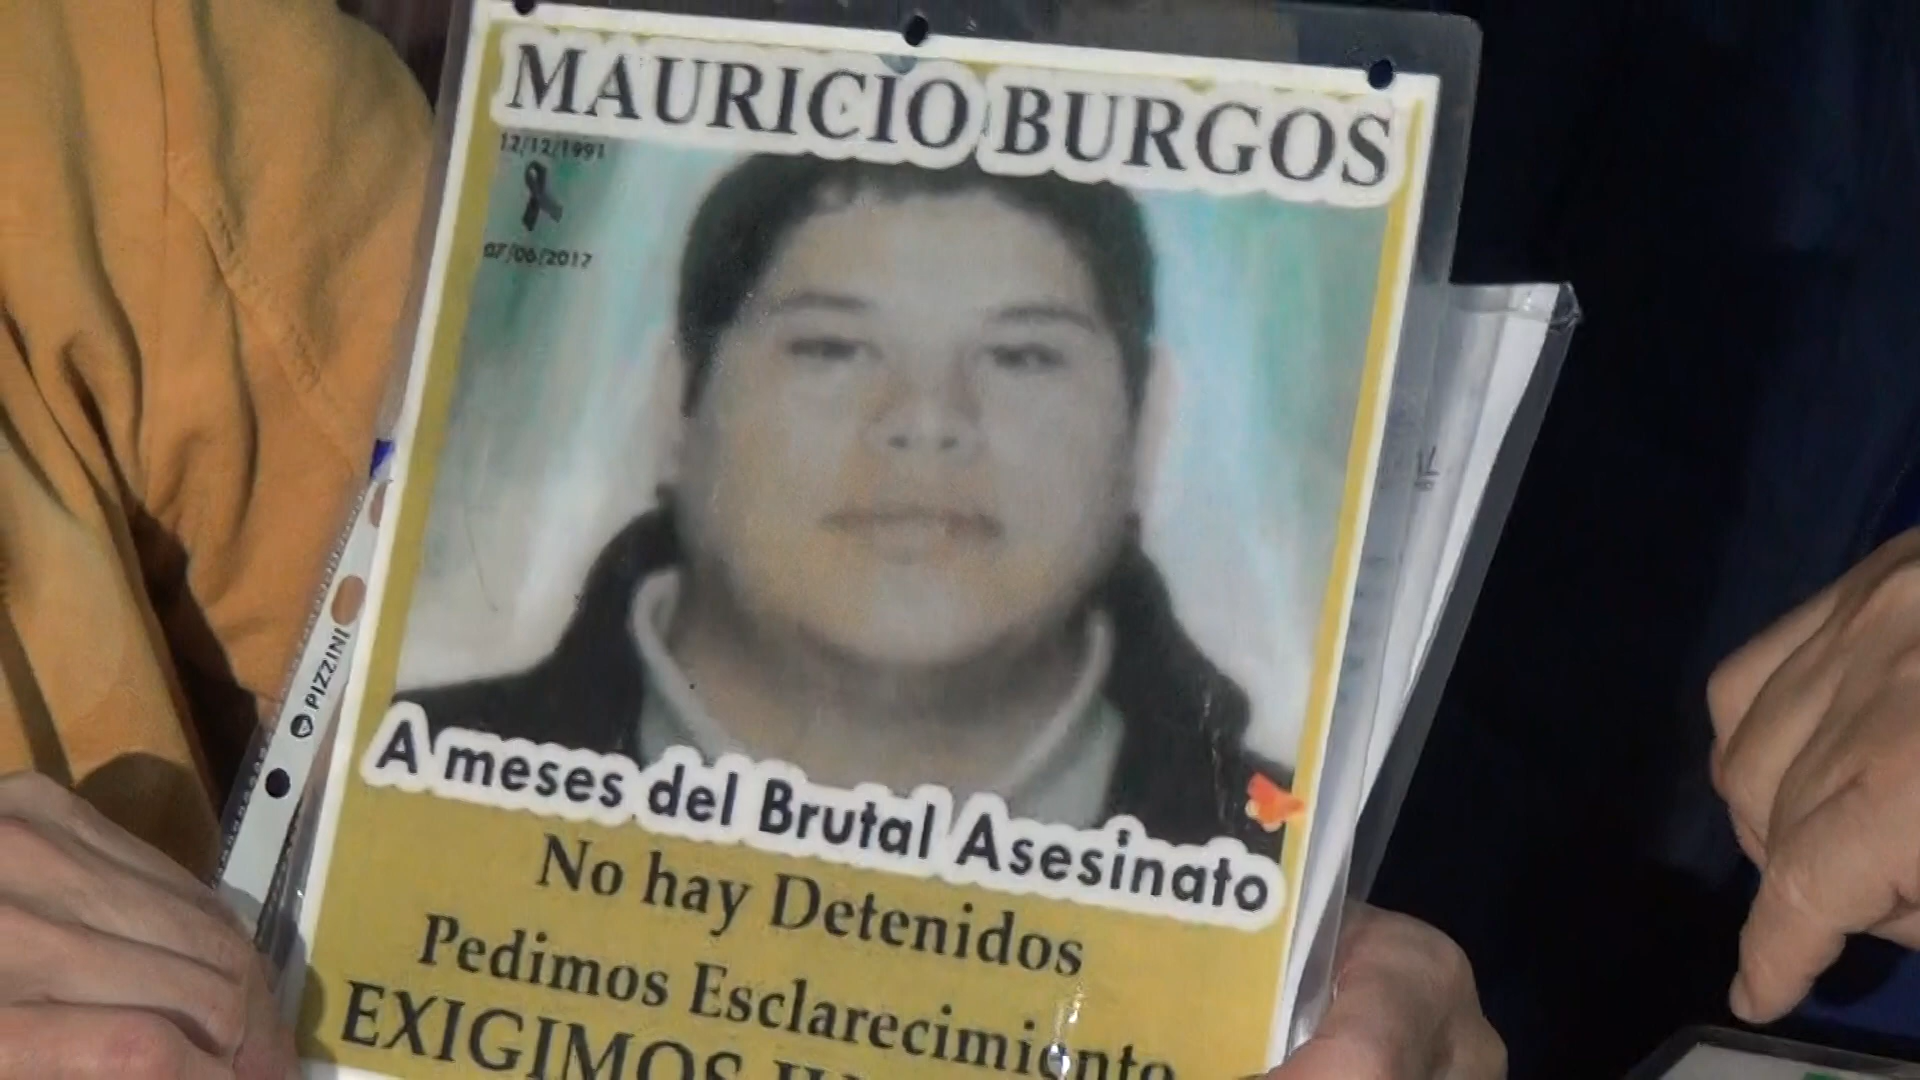 MAURICIO BURGOS
12/12/1991
07/06/2017
PIZZINI
A meses del Brutal Asesinato
No hay Detenidos
Pedimos Esclarecimiento
EXIGIMOS